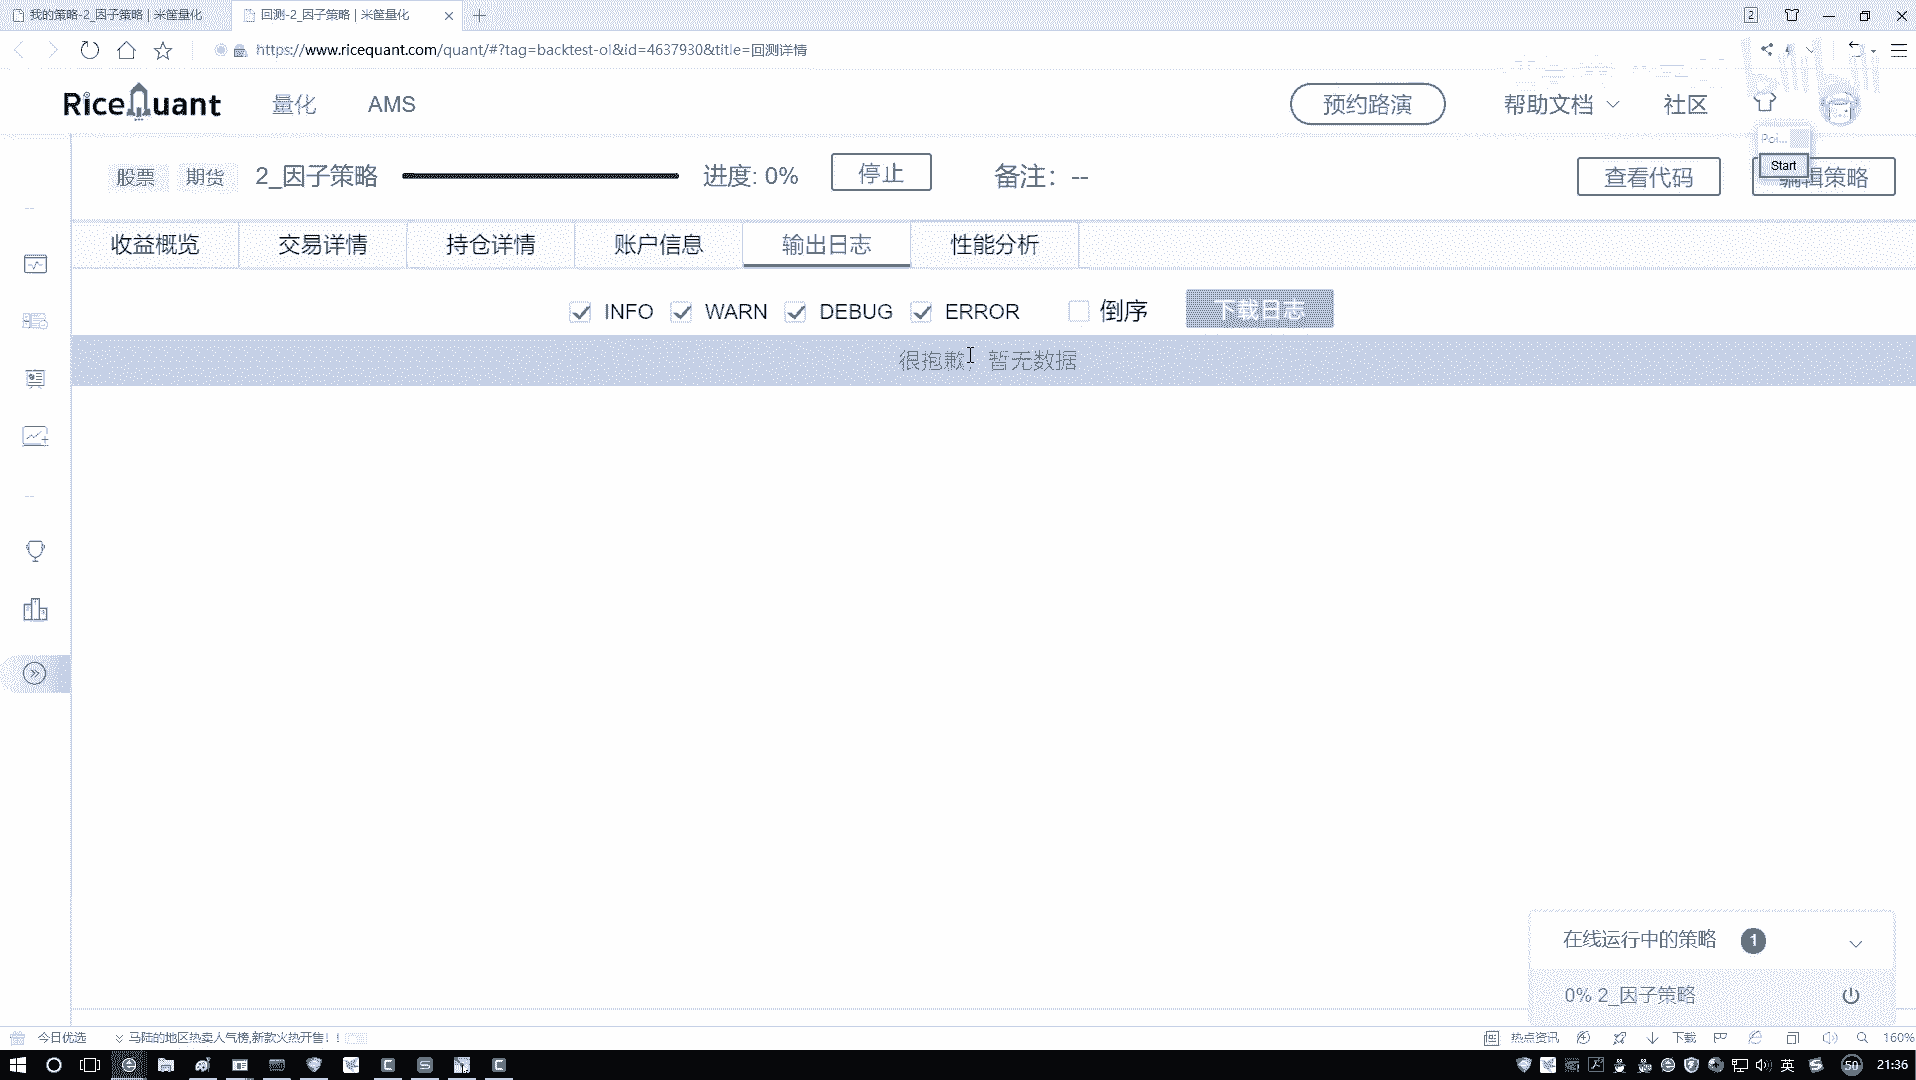 我的策略-2_因子策略 | 米筐量化
回测-2_因子策略 | 米筐量化
2
https://www.ricequant.com/quant/#?tag=backtest-ol&id=4637930&title=回测详情
RiceQuant
量化
AMS
预约路演
帮助文档
社区
bilibili
Poi...
Start
股票
期货
2_因子策略
进度: 0%
停止
备注: --
查看代码
编辑策略
收益概览
交易详情
持仓详情
账户信息
输出日志
性能分析
INFO
WARN
DEBUG
ERROR
倒序
下载日志
很抱歉，暂无数据
在线运行中的策略
1
0% 2_因子策略
今日优选
马陆的地区热卖人气榜,新款火热开售！！
热点资讯
下载
160%
英
50
21:36